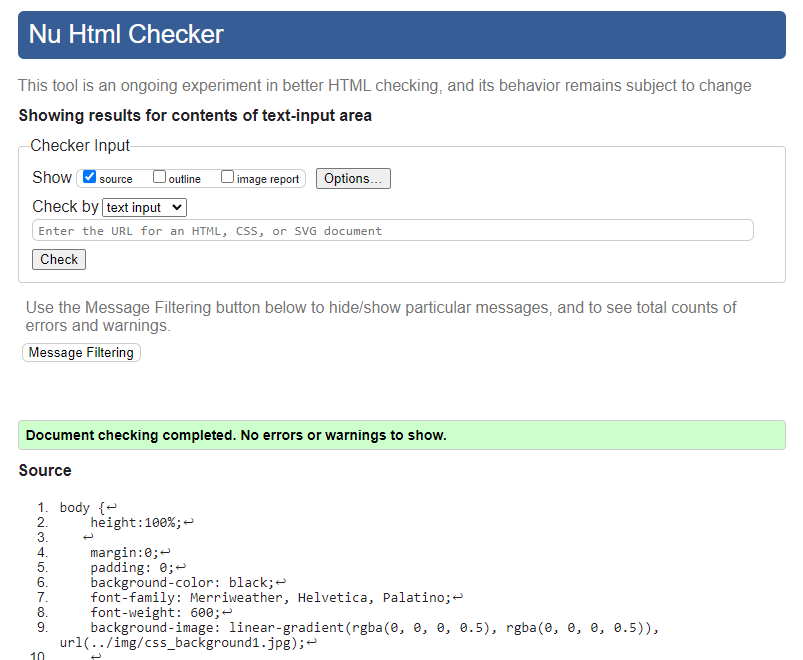 Nu Html Checker
This tool is an ongoing experiment in better HTML checking, and its behavior remains subject to change
Showing results for contents of text-input area
Checker Input
Show source outline image report Options...
Check by text input
Enter the URL for an HTML, CSS, or SVG document
Check
Use the Message Filtering button below to hide/show particular messages, and to see total counts of
errors and warnings.
Message Filtering
Document checking completed. No errors or warnings to show.
Source
1. body {↩
2. height:100%;↩
3. ↩
4. margin:0;↩
5. padding: 0;↩
6. background-color: black;↩
7. font-family: Merriweather, Helvetica, Palatino;↩
8. font-weight: 600;↩
9. background-image: linear-gradient(rgba(0, 0, 0, 0.5), rgba(0, 0, 0, 0.5)),
url(../img/css_background1.jpg);↩
10. ↩